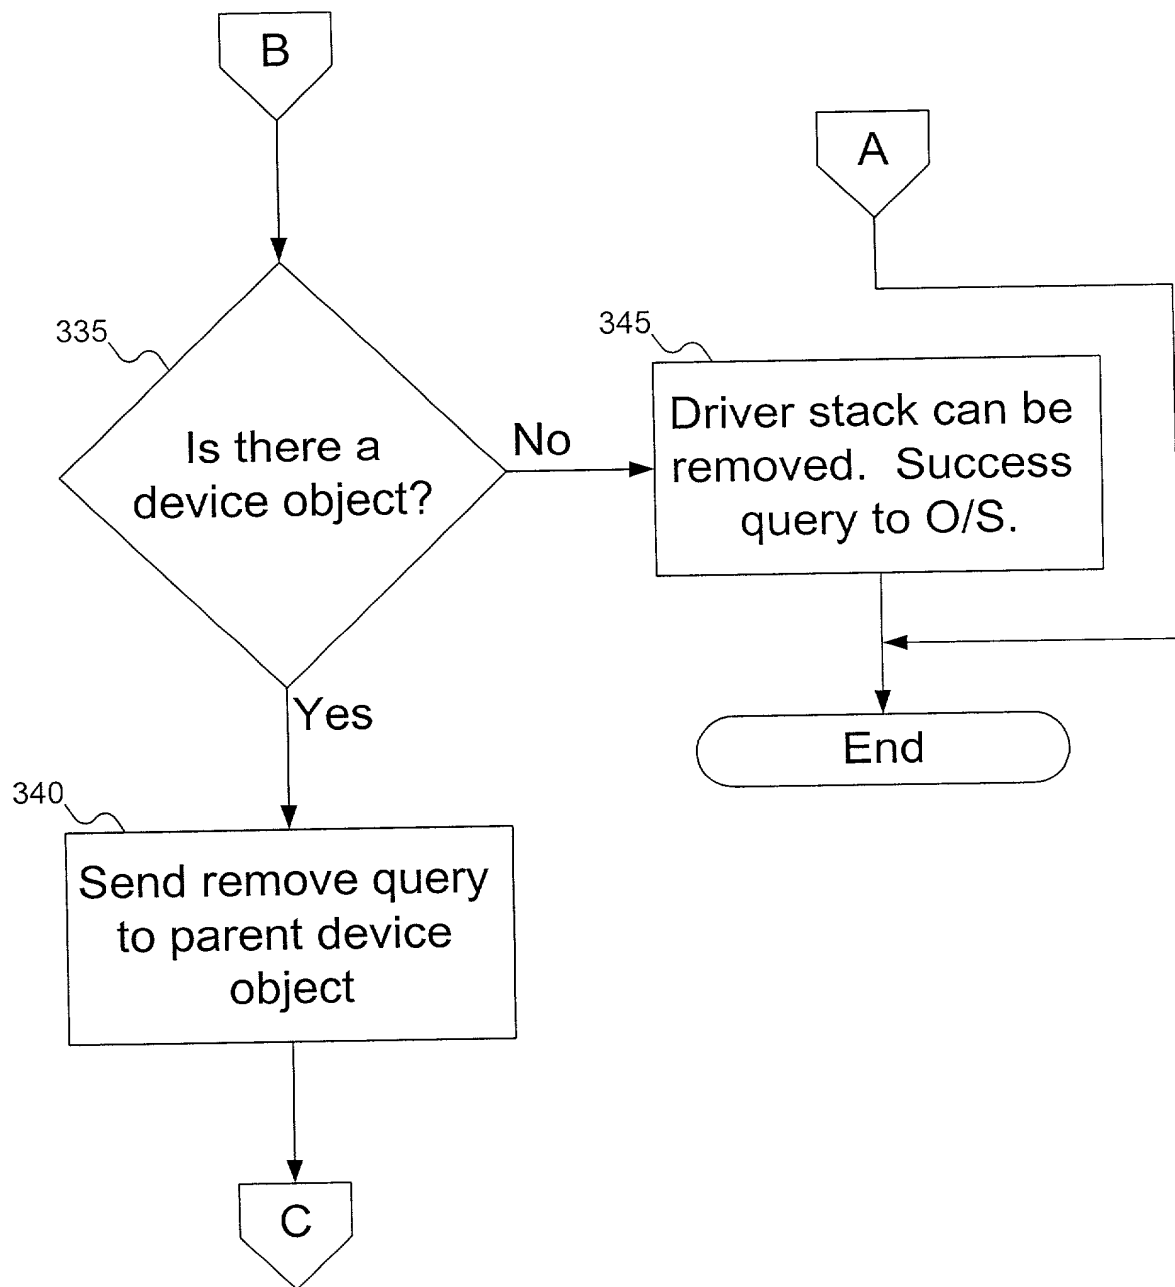 B
A
335
Is there a
device object?
No
345
Driver stack can be
removed. Success
query to O/S.
Yes
End
340
Send remove query
to parent device
object
C